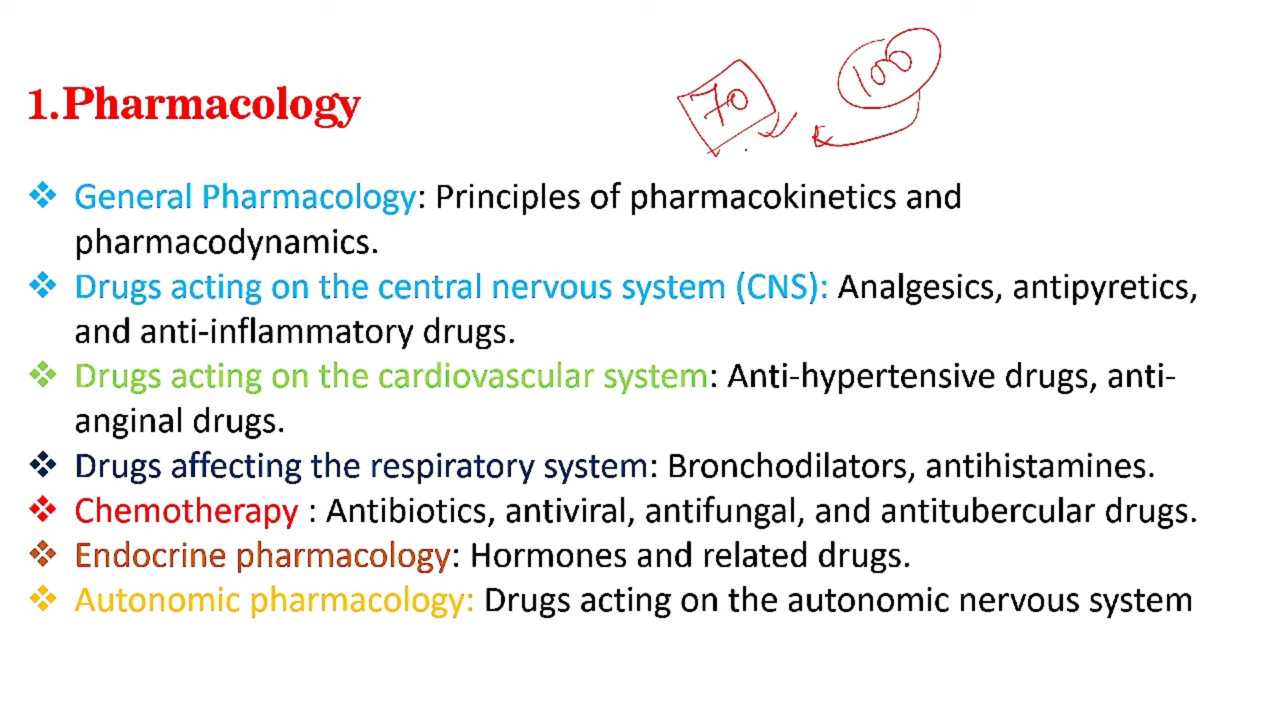 1.Pharmacology
70
100
❖ General Pharmacology: Principles of pharmacokinetics and
pharmacodynamics.
❖ Drugs acting on the central nervous system (CNS): Analgesics, antipyretics,
and anti-inflammatory drugs.
❖ Drugs acting on the cardiovascular system: Anti-hypertensive drugs, anti-
anginal drugs.
❖ Drugs affecting the respiratory system: Bronchodilators, antihistamines.
❖ Chemotherapy : Antibiotics, antiviral, antifungal, and antitubercular drugs.
❖ Endocrine pharmacology: Hormones and related drugs.
❖ Autonomic pharmacology: Drugs acting on the autonomic nervous system